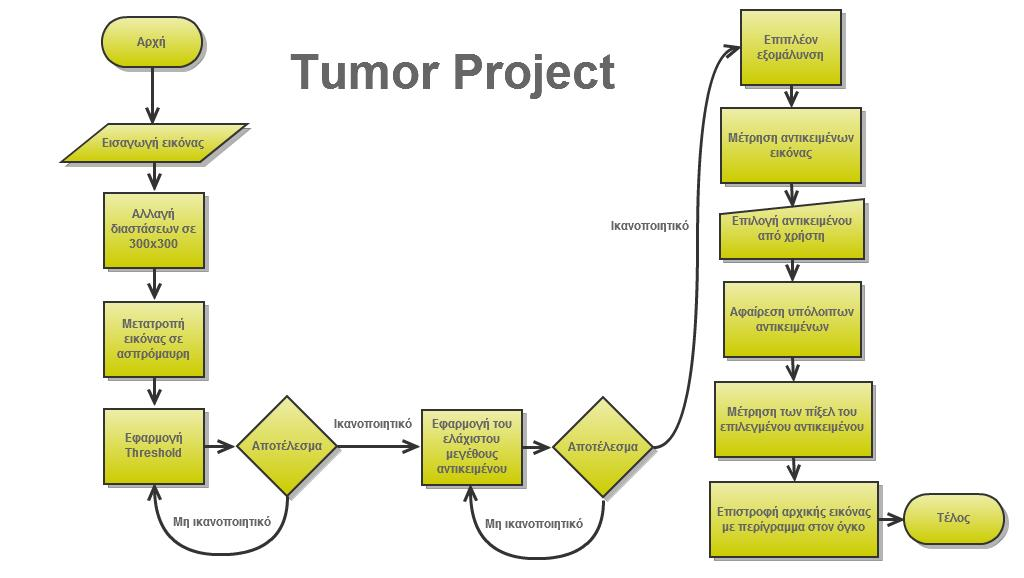 Tumor Project
Αρχή
Εισαγωγή εικόνας
Αλλαγή
διαστάσεων σε
300x300
Μετατροπή
εικόνας σε
ασπρόμαυρη
Εφαρμογή
Threshold
Αποτέλεσμα
Μη ικανοποιητικό
Ικανοποιητικό
Εφαρμογή του
ελάχιστου
μεγέθους
αντικειμένου
Αποτέλεσμα
Μη ικανοποιητικό
Ικανοποιητικό
Επιπλέον
εξομάλυνση
Μέτρηση αντικειμένων
εικόνας
Επιλογή αντικειμένου
από χρήστη
Αφαίρεση υπόλοιπων
αντικειμένων
Μέτρηση των πίξελ του
επιλεγμένου αντικειμένου
Επιστροφή αρχικής εικόνας
με περίγραμμα στον όγκο
Τέλος